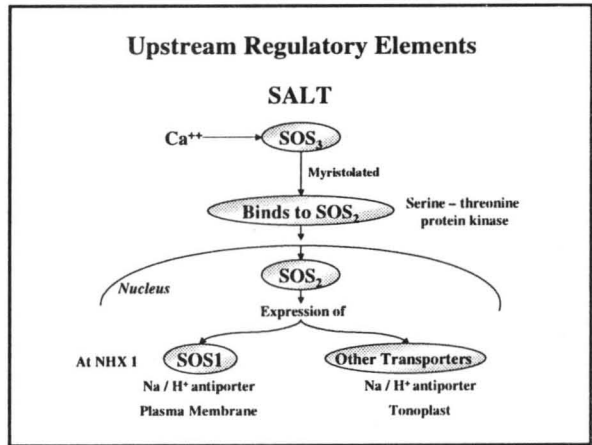 Upstream Regulatory Elements
SALT
Ca⁺⁺
SOS₃
Myristolated
Binds to SOS₂
Serine – threonine
protein kinase
SOS₂
Nucleus
Expression of
At NHX 1
SOS1
Other Transporters
Na / H⁺ antiporter
Na / H⁺ antiporter
Plasma Membrane
Tonoplast